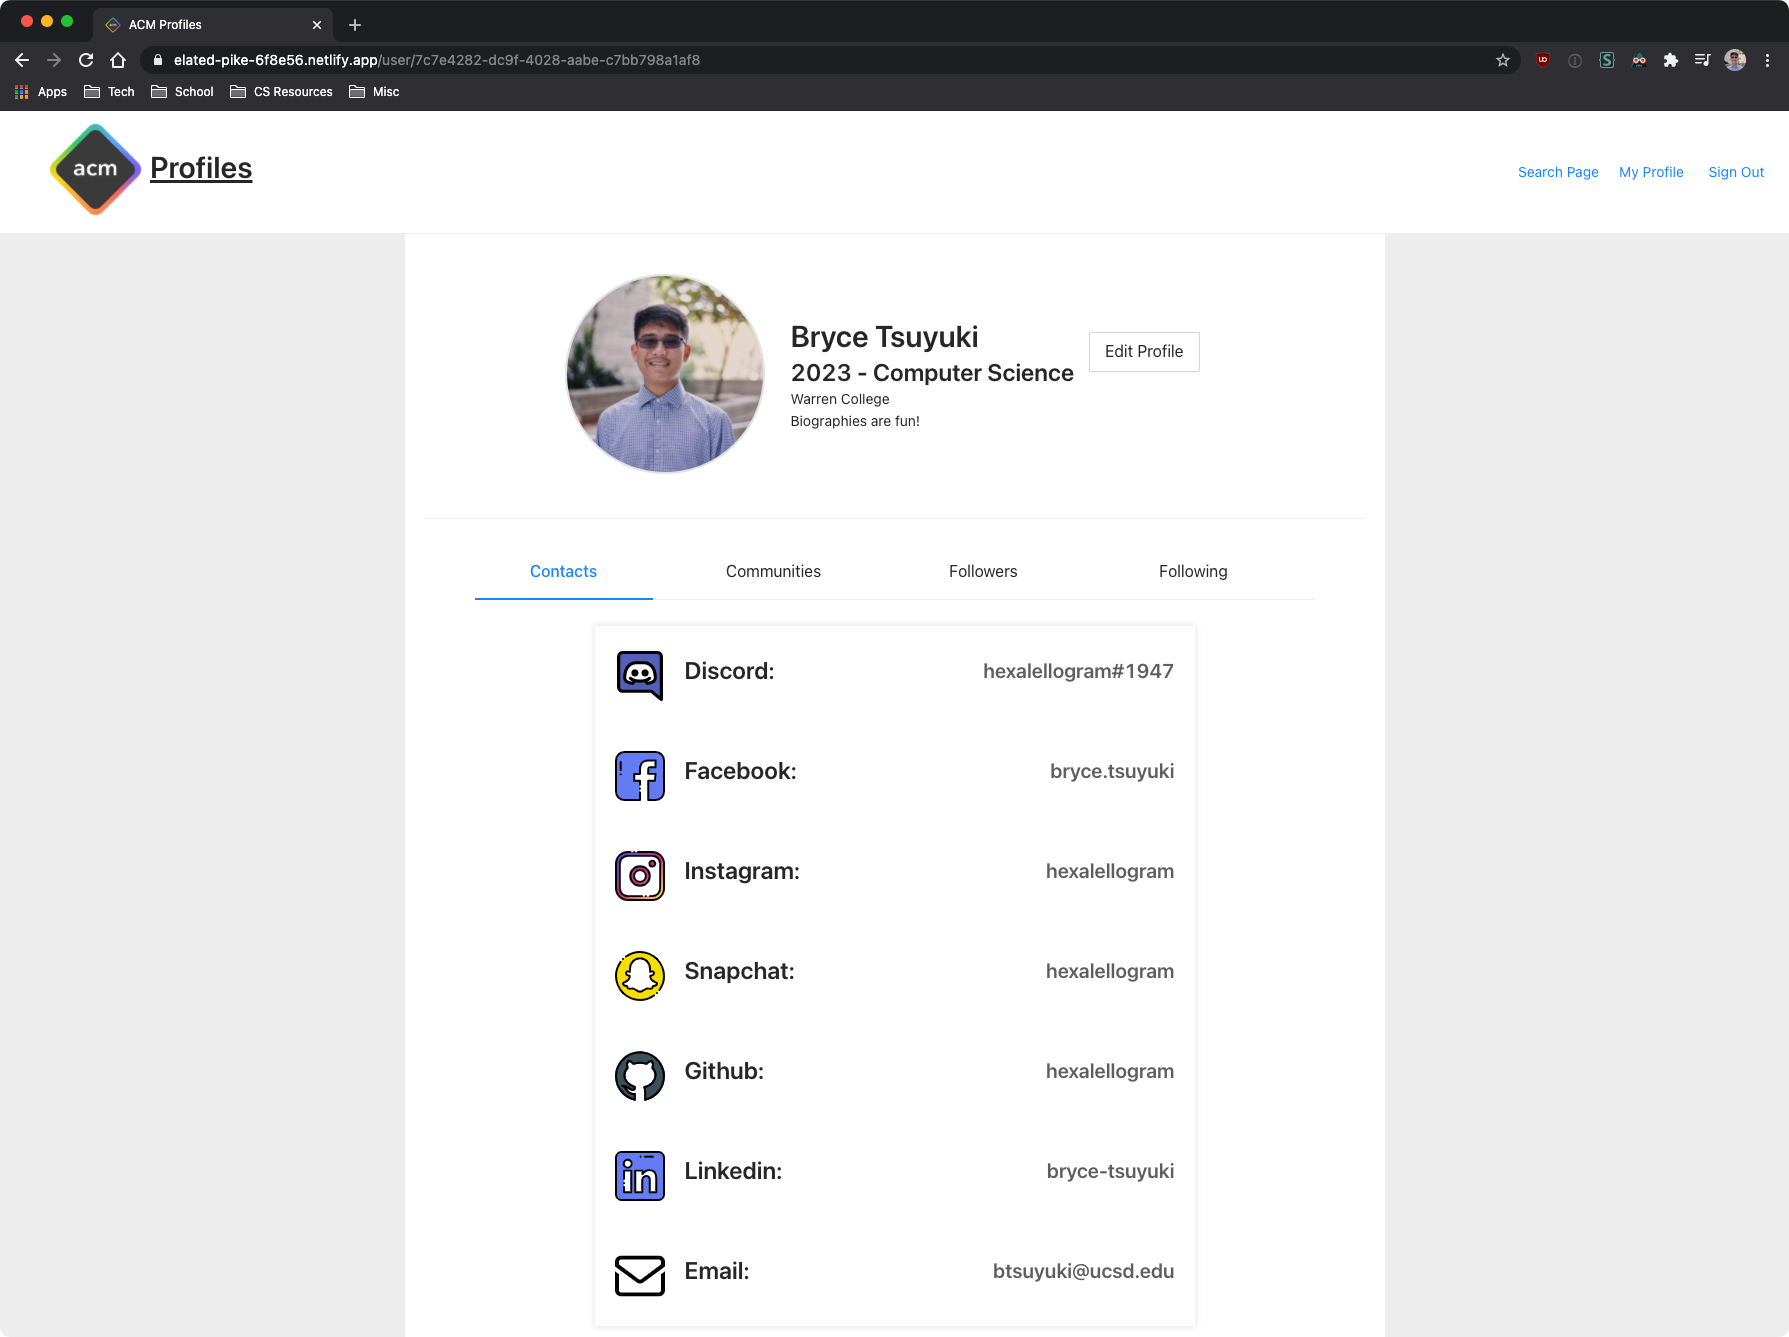 ACM Profiles
elated-pike-6f8e56.netlify.app/user/7c7e4282-dc9f-4028-aabe-c7bb798a1af8
Apps Tech School CS Resources Misc
acm Profiles
Search Page My Profile Sign Out
Bryce Tsuyuki
Edit Profile
2023 - Computer Science
Warren College
Biographies are fun!
Contacts Communities Followers Following
Discord: hexalellogram#1947
Facebook: bryce.tsuyuki
Instagram: hexalellogram
Snapchat: hexalellogram
Github: hexalellogram
in Linkedin: bryce-tsuyuki
Email: btsuyuki@ucsd.edu